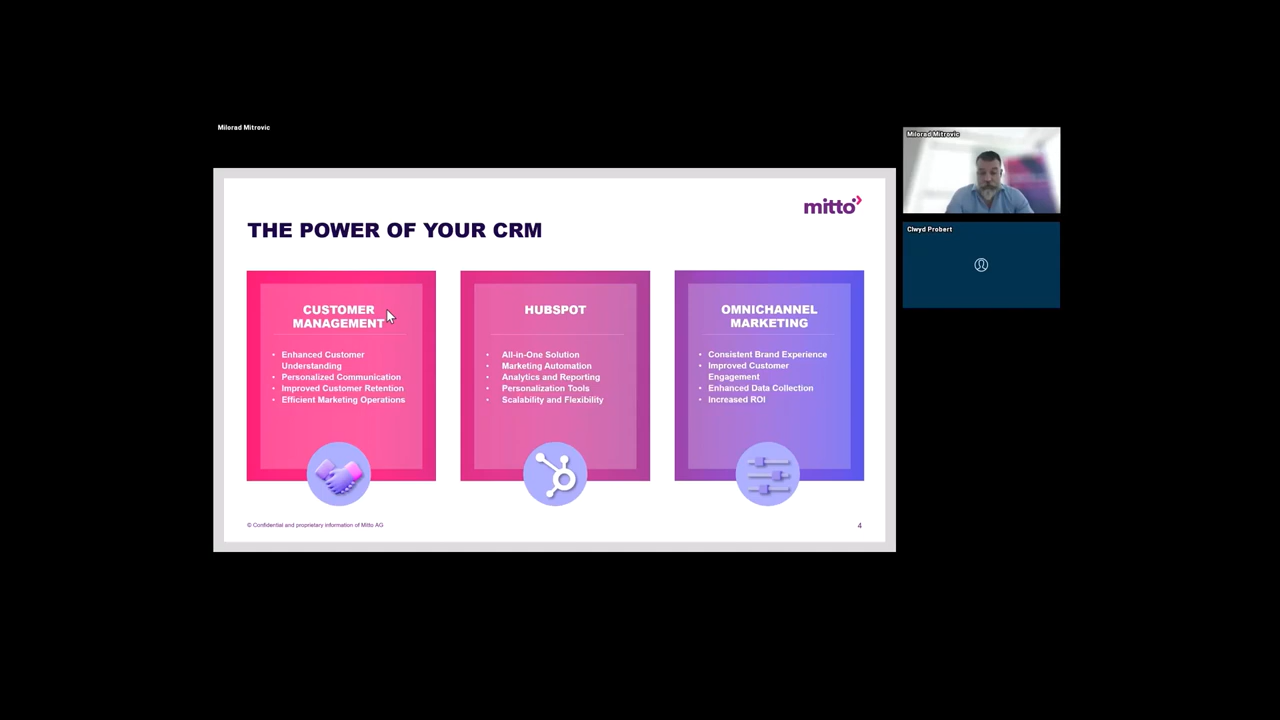 Milorad Mitrovic
Milorad Mitrovic
Clwyd Probert
mitto
THE POWER OF YOUR CRM
CUSTOMER
MANAGEMENT
• Enhanced Customer
Understanding
• Personalized Communication
• Improved Customer Retention
• Efficient Marketing Operations
HUBSPOT
• All-in-One Solution
• Marketing Automation
• Analytics and Reporting
• Personalization Tools
• Scalability and Flexibility
OMNICHANNEL
MARKETING
• Consistent Brand Experience
• Improved Customer
Engagement
• Enhanced Data Collection
• Increased ROI
© Confidential and proprietary information of Mitto AG
4